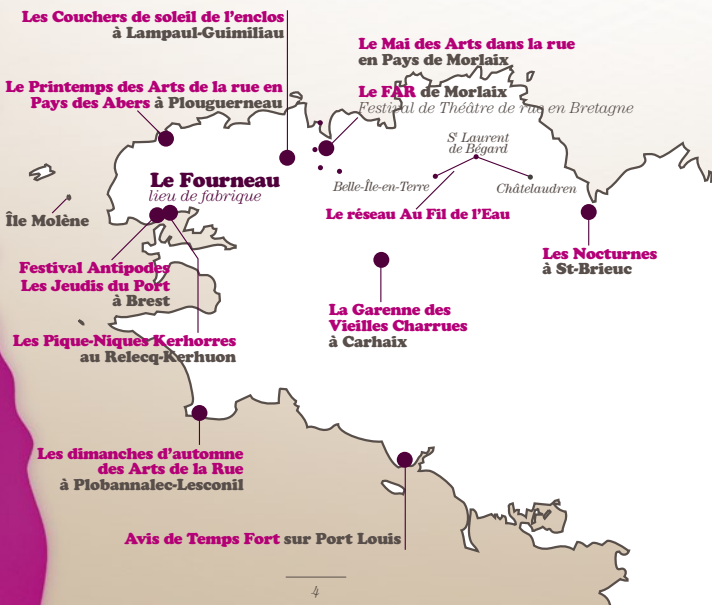 Les Couchers de soleil de l'enclos
à Lampaul-Guimiliau
Le Mai des Arts dans la rue
en Pays de Morlaix
Le Printemps des Arts de la rue en
Pays des Abers à Plouguerneau
Le FAR de Morlaix
Festival de Théâtre de rue en Bretagne
St Laurent
de Bégard
Le Fourneau
lieu de fabrique
Belle-Île-en-Terre
Châtelaudren
Île Molène
Le réseau Au Fil de l'Eau
Festival Antipodes
Les Jeudis du Port
à Brest
Les Nocturnes
à St-Brieuc
La Garenne des
Vieilles Charrues
à Carhaix
Les Pique-Niques Kerhorres
au Relecq-Kerhuon
Les dimanches d'automne
des Arts de la Rue
à Plobannalec-Lesconil
Avis de Temps Fort sur Port Louis
4